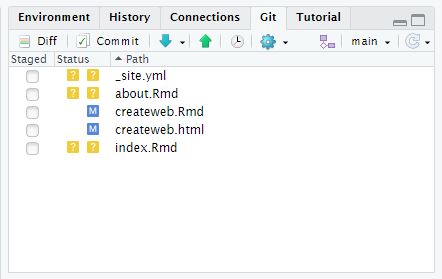 Environment History Connections Git Tutorial
Diff Commit main
Staged Status Path
? ? _site.yml
? ? about.Rmd
M createweb.Rmd
M createweb.html
? ? index.Rmd